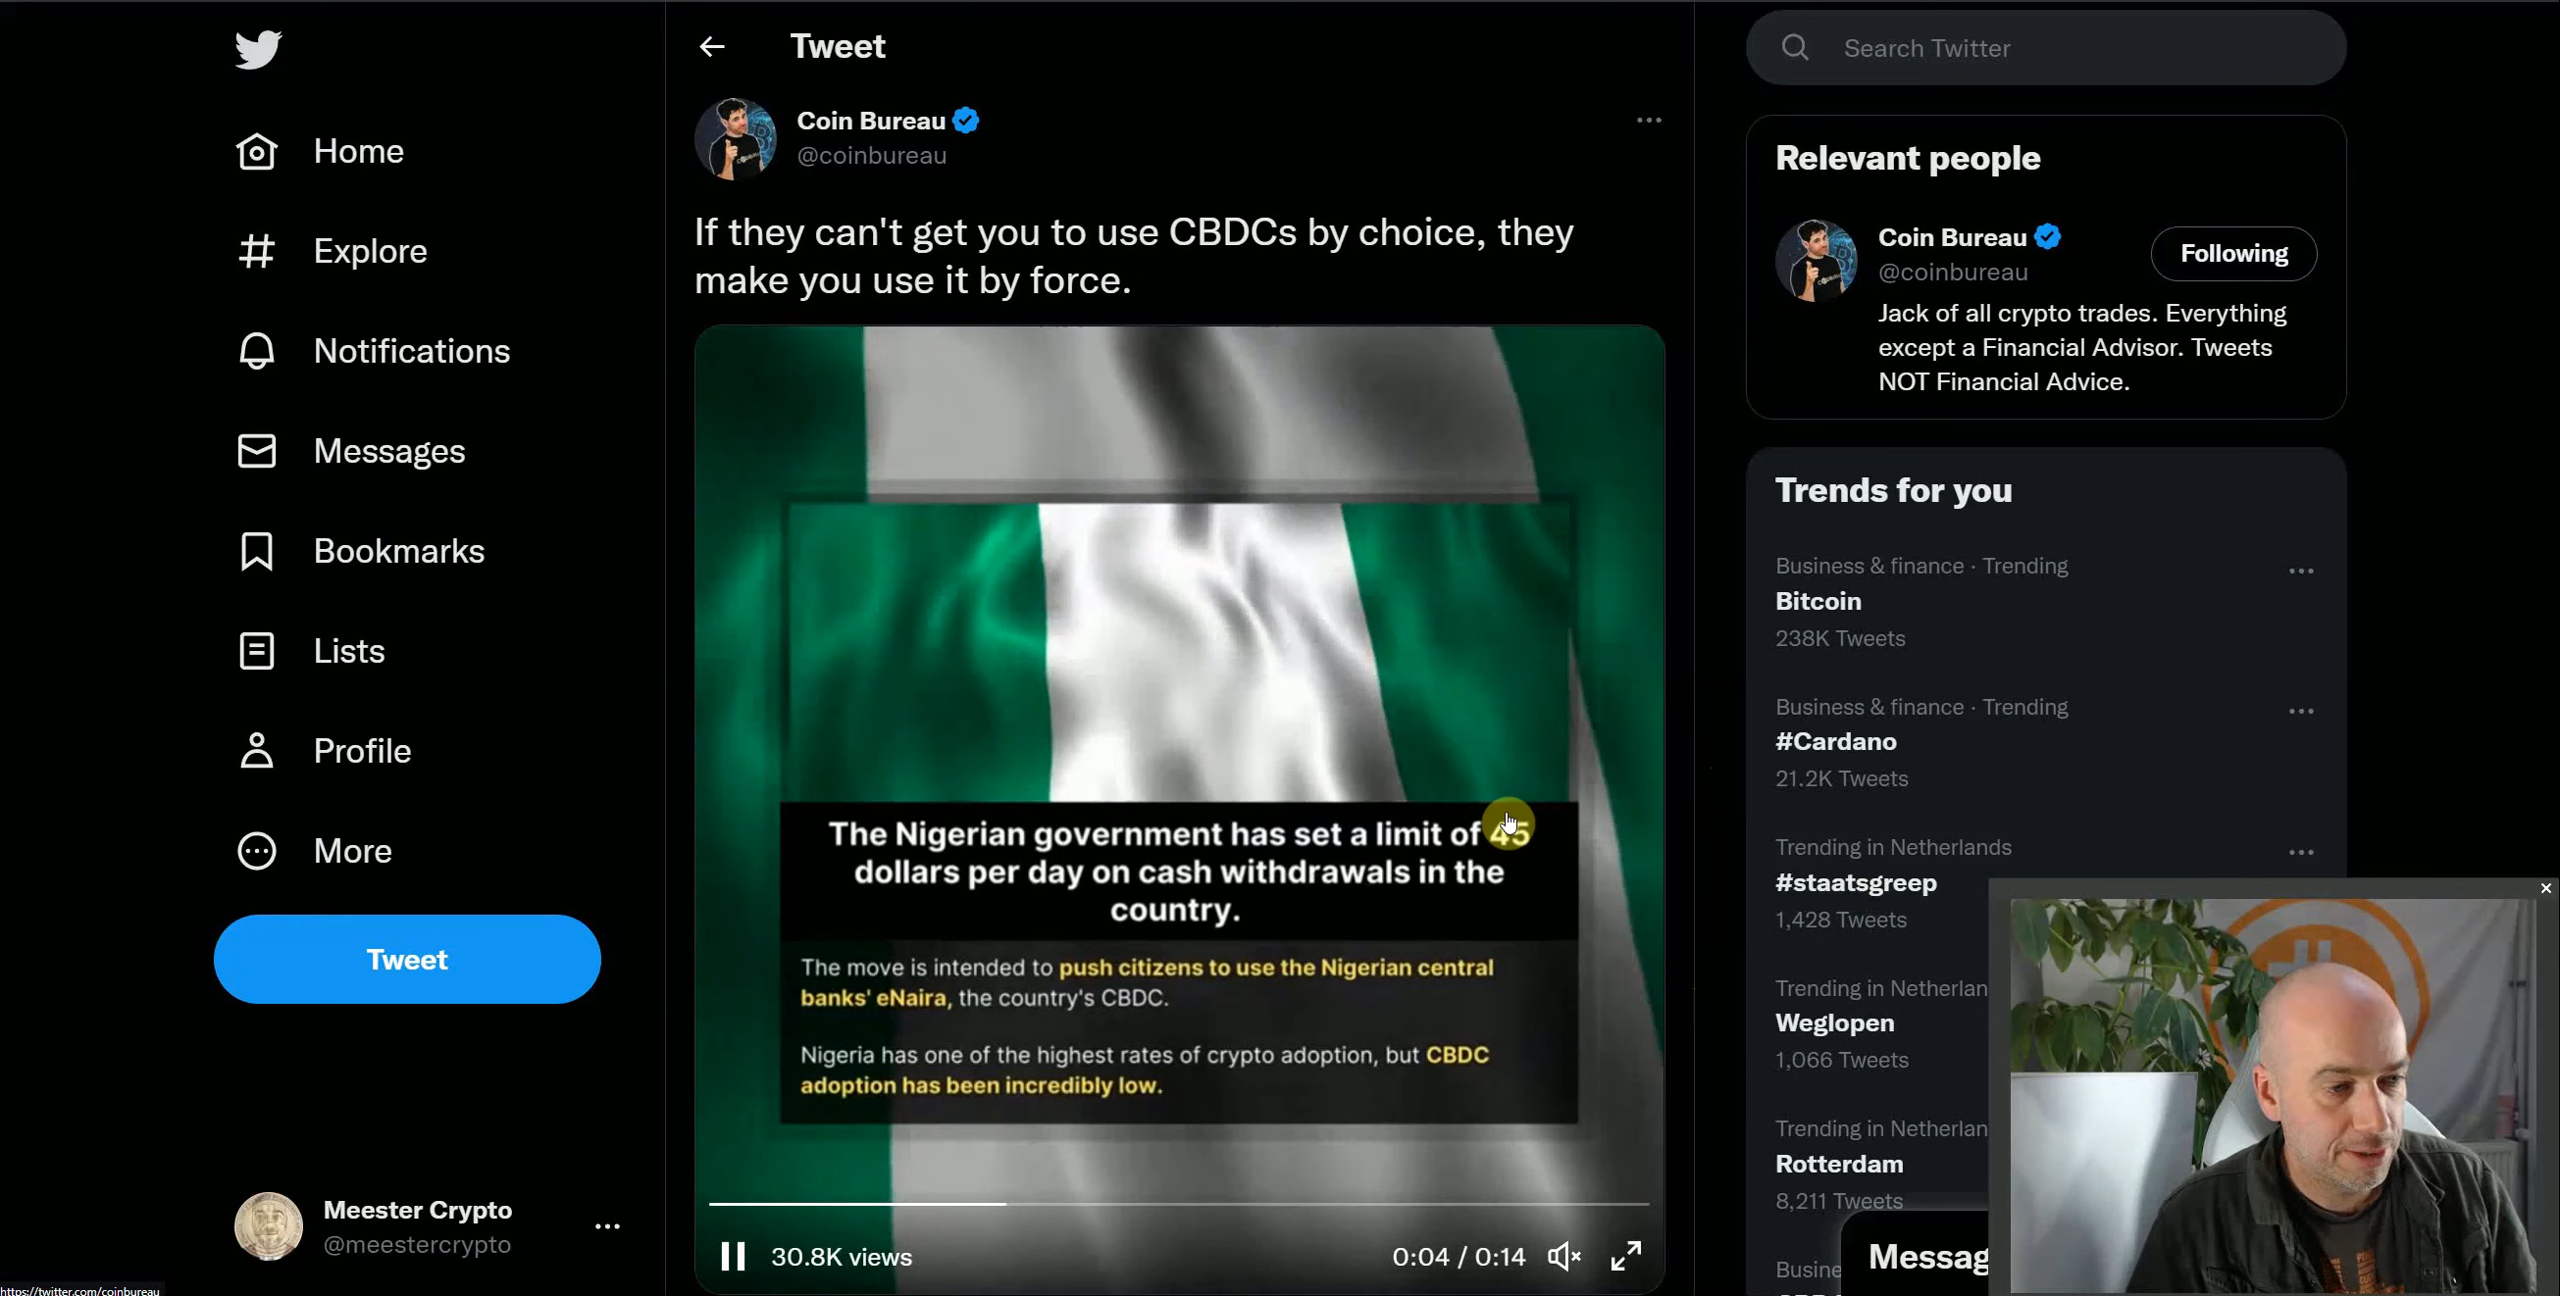 Home
Explore
Notifications
Messages
Bookmarks
Lists
Profile
More
Tweet
Meester Crypto
@meestercrypto
https://twitter.com/coinbureau
Tweet
Coin Bureau
@coinbureau
If they can't get you to use CBDCs by choice, they
make you use it by force.
The Nigerian government has set a limit of 45
dollars per day on cash withdrawals in the
country.
The move is intended to push citizens to use the Nigerian central
banks' eNaira, the country's CBDC.
Nigeria has one of the highest rates of crypto adoption, but CBDC
adoption has been incredibly low.
30.8K views
0:04 / 0:14
Search Twitter
Relevant people
Coin Bureau
@coinbureau
Following
Jack of all crypto trades. Everything
except a Financial Advisor. Tweets
NOT Financial Advice.
Trends for you
Business & finance · Trending
Bitcoin
238K Tweets
Business & finance · Trending
#Cardano
21.2K Tweets
Trending in Netherlands
#staatsgreep
1,428 Tweets
Trending in Netherlan
Weglopen
1,066 Tweets
Trending in Netherlan
Rotterdam
8,211 Tweets
Busine
Messag